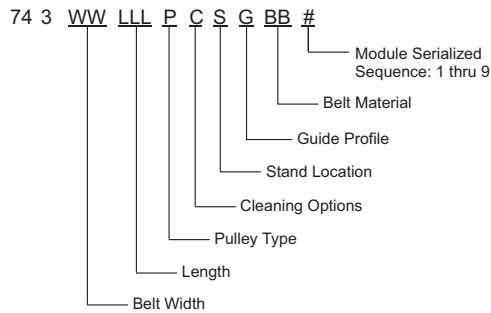 74 3 WW LLL P C S G BB #
Module Serialized
Sequence: 1 thru 9
Belt Material
Guide Profile
Stand Location
Cleaning Options
Pulley Type
Length
Belt Width